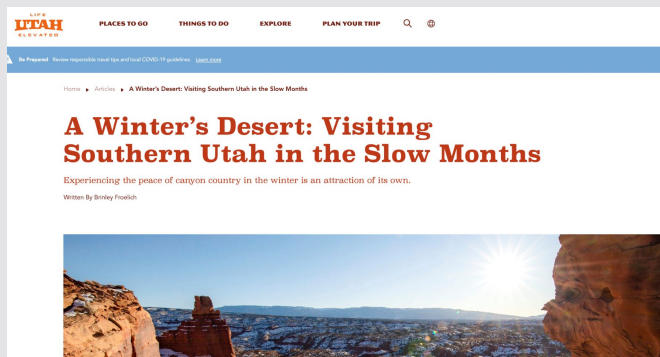 LIFE
UTAH
ELEVATED
PLACES TO GO
THINGS TO DO
EXPLORE
PLAN YOUR TRIP
Be Prepared Review responsible travel tips and local COVID-19 guidelines. Learn more
Home ▸ Articles ▸ A Winter's Desert: Visiting Southern Utah in the Slow Months
A Winter's Desert: Visiting
Southern Utah in the Slow Months
Experiencing the peace of canyon country in the winter is an attraction of its own.
Written By Brinley Froelich